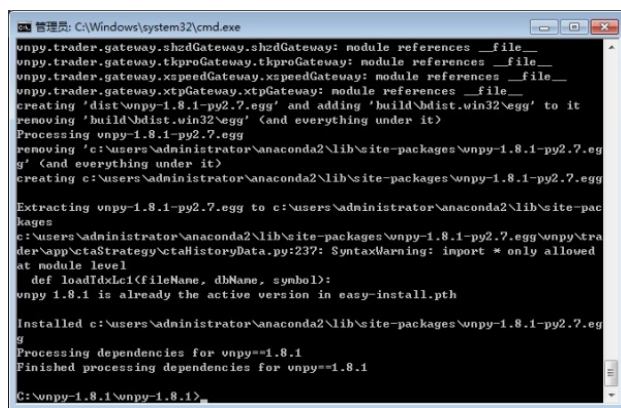 管理员: C:\Windows\system32\cmd.exe
vnpy.trader.gateway.shzdGateway.shzdGateway: module references __file__
vnpy.trader.gateway.tkproGateway.tkproGateway: module references __file__
vnpy.trader.gateway.xspeedGateway.xspeedGateway: module references __file__
vnpy.trader.gateway.xtpGateway.xtpGateway: module references __file__
creating 'dist\vnpy-1.8.1-py2.7.egg' and adding 'build\bdist.win32\egg' to it
removing 'build\bdist.win32\egg' (and everything under it)
Processing vnpy-1.8.1-py2.7.egg
removing 'c:\users\administrator\anaconda2\lib\site-packages\vnpy-1.8.1-py2.7.eg
g' (and everything under it)
creating c:\users\administrator\anaconda2\lib\site-packages\vnpy-1.8.1-py2.7.egg
Extracting vnpy-1.8.1-py2.7.egg to c:\users\administrator\anaconda2\lib\site-pac
kages
c:\users\administrator\anaconda2\lib\site-packages\vnpy-1.8.1-py2.7.egg\vnpy\tra
der\app\ctaStrategy\ctaHistoryData.py:237: SyntaxWarning: import * only allowed
at module level
def loadTdxLc1(fileName, dbName, symbol):
vnpy 1.8.1 is already the active version in easy-install.pth
Installed c:\users\administrator\anaconda2\lib\site-packages\vnpy-1.8.1-py2.7.eg
g
Processing dependencies for vnpy==1.8.1
Finished processing dependencies for vnpy==1.8.1
C:\vnpy-1.8.1\vnpy-1.8.1>_